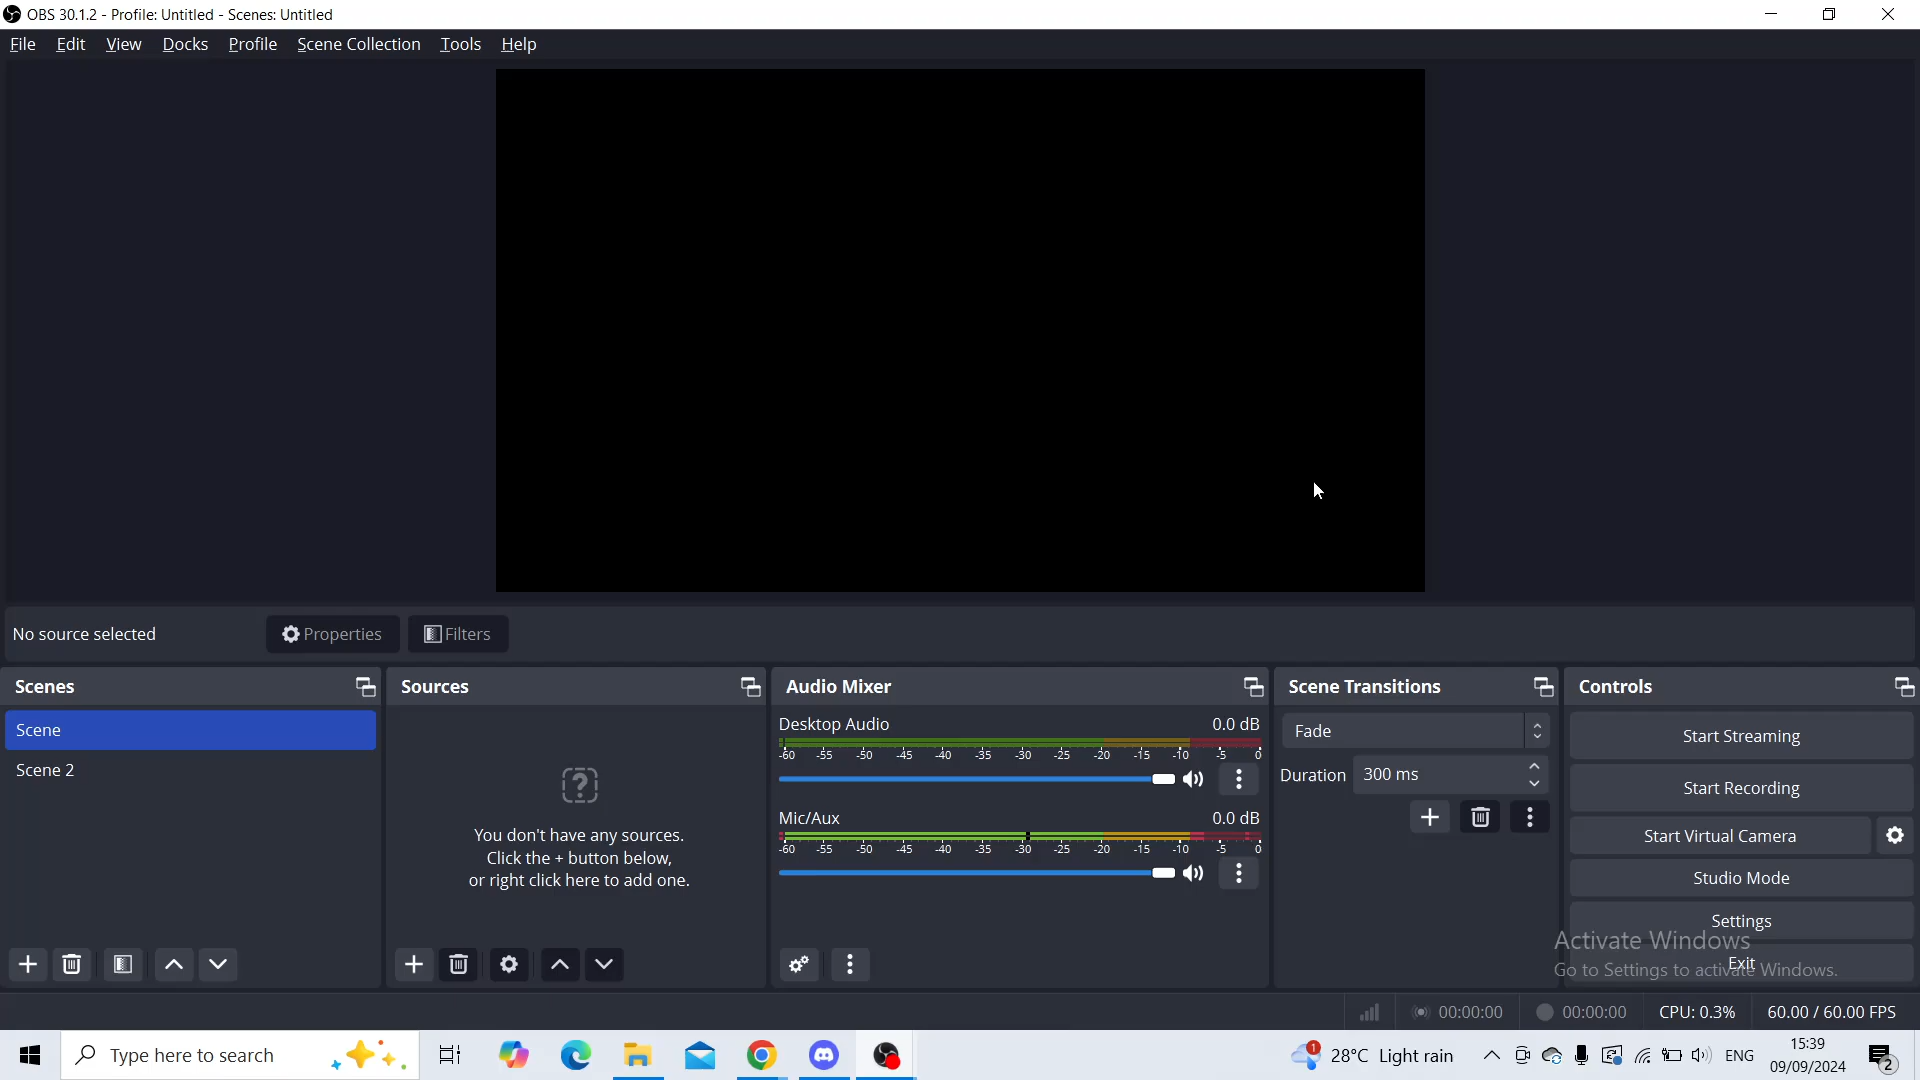 OBS 30.1.2 - Profile: Untitled - Scenes: Untitled
File Edit View Docks Profile Scene Collection Tools Help
No source selected Properties Filters
Scenes
Scene
Scene 2
Sources
You don't have any sources.
Click the + button below,
or right click here to add one.
Audio Mixer
Desktop Audio 0.0 dB
-60 -55 -50 -45 -40 -35 -30 -25 -20 -15 -10 -5 0
Mic/Aux 0.0 dB
-60 -55 -50 -45 -40 -35 -30 -25 -20 -15 -10 -5 0
Scene Transitions
Fade
Duration 300 ms
Controls
Start Streaming
Start Recording
Start Virtual Camera
Studio Mode
Settings
Exit
Activate Windows
Go to Settings to activate Windows.
00:00:00 00:00:00 CPU: 0.3% 60.00 / 60.00 FPS
Type here to search
1 28°C Light rain ENG
15:39
09/09/2024
2